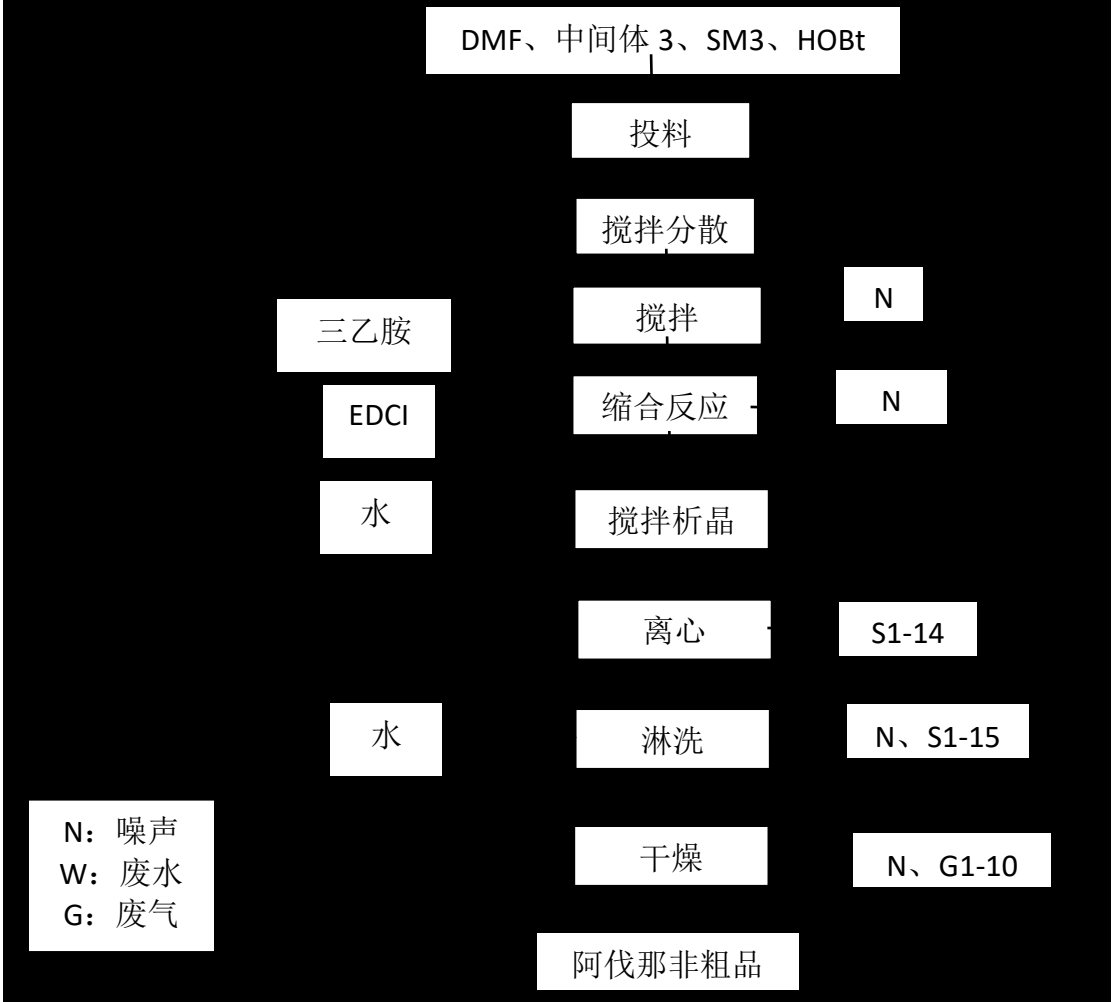 DMF、中间体 3、SM3、HOBt
投料
搅拌分散
N
三乙胺
搅拌
EDCI
缩合反应
N
水
搅拌析晶
离心
S1-14
水
淋洗
N、S1-15
N：噪声
W：废水
G：废气
干燥
N、G1-10
阿伐那非粗品